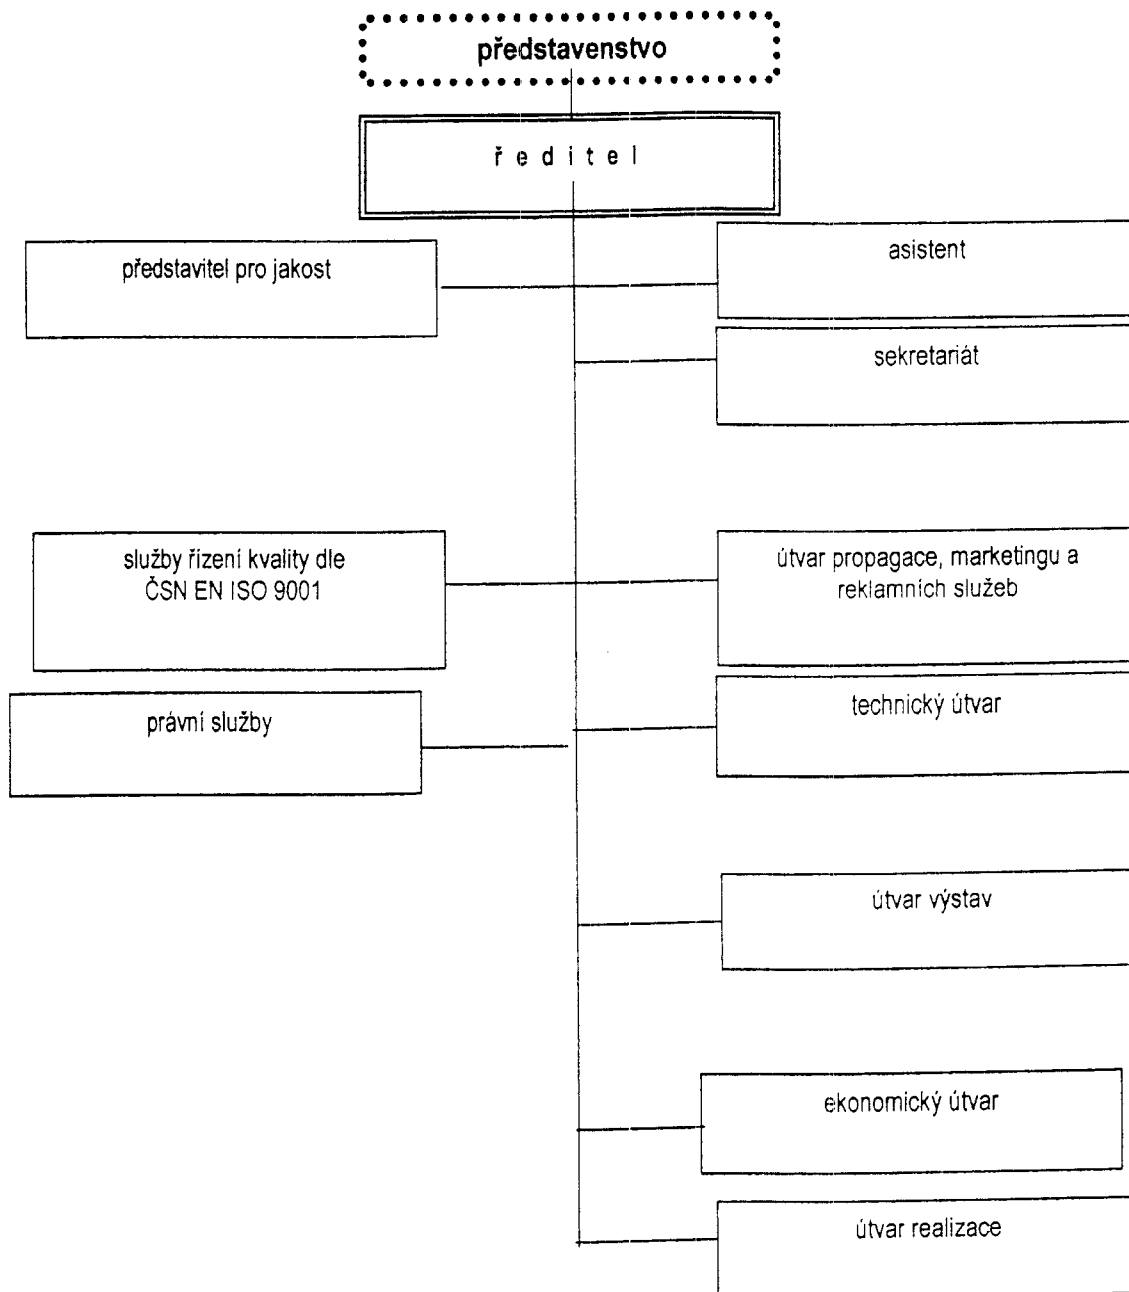 představenstvo
ředitel
představitel pro jakost
asistent
sekretariát
služby řízení kvality dle
ČSN EN ISO 9001
útvar propagace, marketingu a
reklamních služeb
právní služby
technický útvar
útvar výstav
ekonomický útvar
útvar realizace